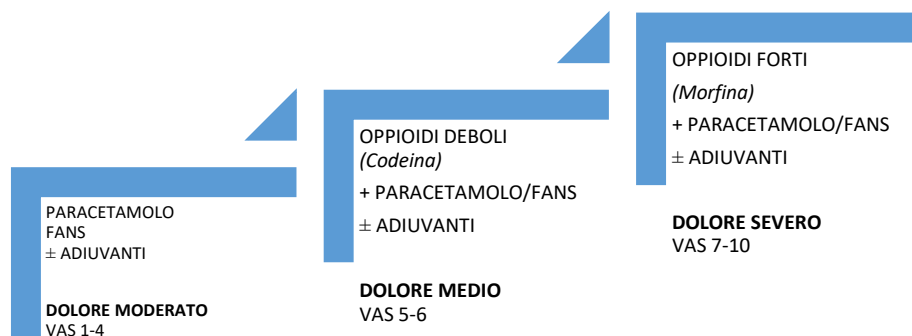 PARACETAMOLO
FANS
± ADIUVANTI
DOLORE MODERATO
VAS 1-4
OPPIOIDI DEBOLI
(Codeina)
+ PARACETAMOLO/FANS
± ADIUVANTI
DOLORE MEDIO
VAS 5-6
OPPIOIDI FORTI
(Morfina)
+ PARACETAMOLO/FANS
± ADIUVANTI
DOLORE SEVERO
VAS 7-10